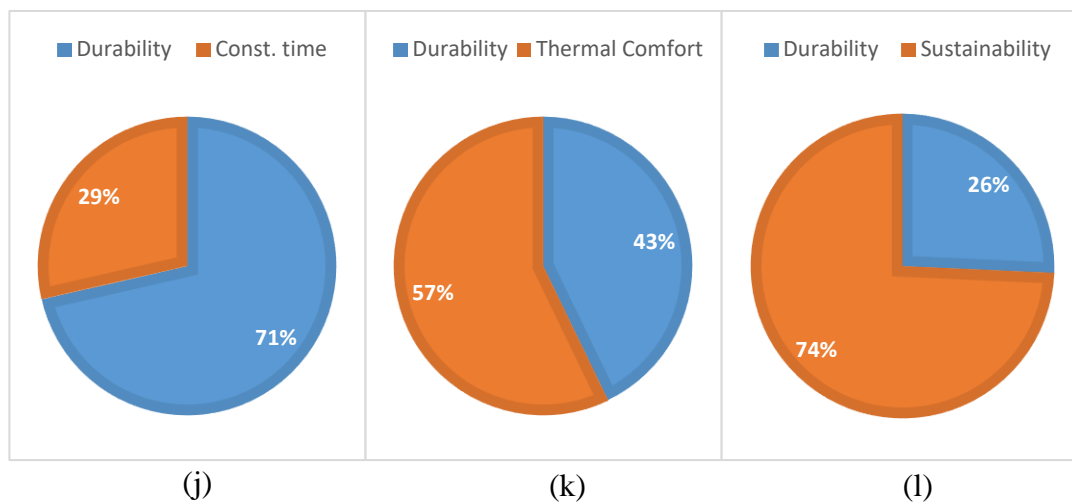 Durability Const. time
29%
71%
(j)
Durability Thermal Comfort
43%
57%
(k)
Durability Sustainability
26%
74%
(l)